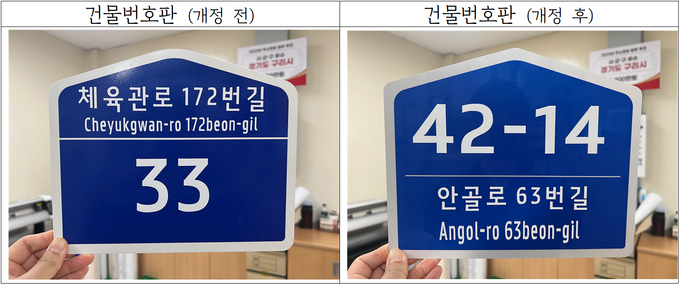 건물번호판 (개정 전)
건물번호판 (개정 후)
경기도 구리시
체육관로 172번길
Cheyukgwan-ro 172beon-gil
33
경기도 구리시
42-14
안골로 63번길
Angol-ro 63beon-gil